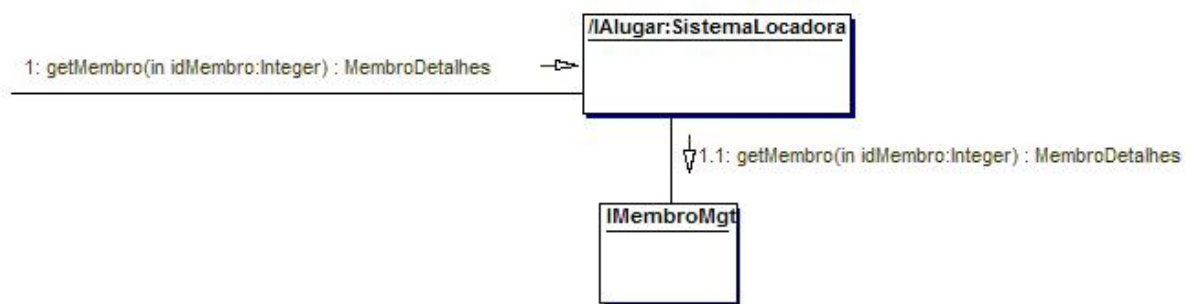 /IAlugar:SistemaLocadora
1: getMembro(in idMembro:Integer) : MembroDetalhes
1.1: getMembro(in idMembro:Integer) : MembroDetalhes
IMembroMgt